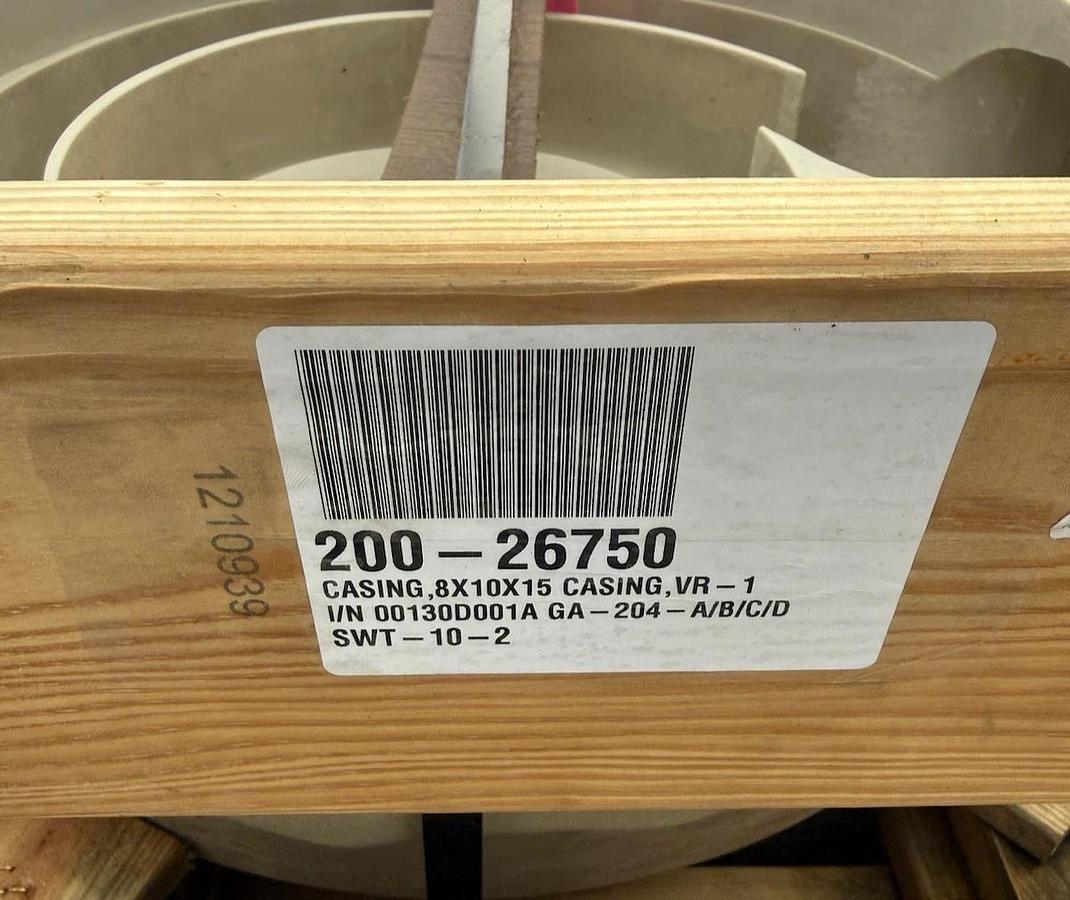 200-26750
CASING,8X10X15 CASING,VR-1
I/N 00130D001A GA-204-A/B/C/D
SWT-10-2
1210939